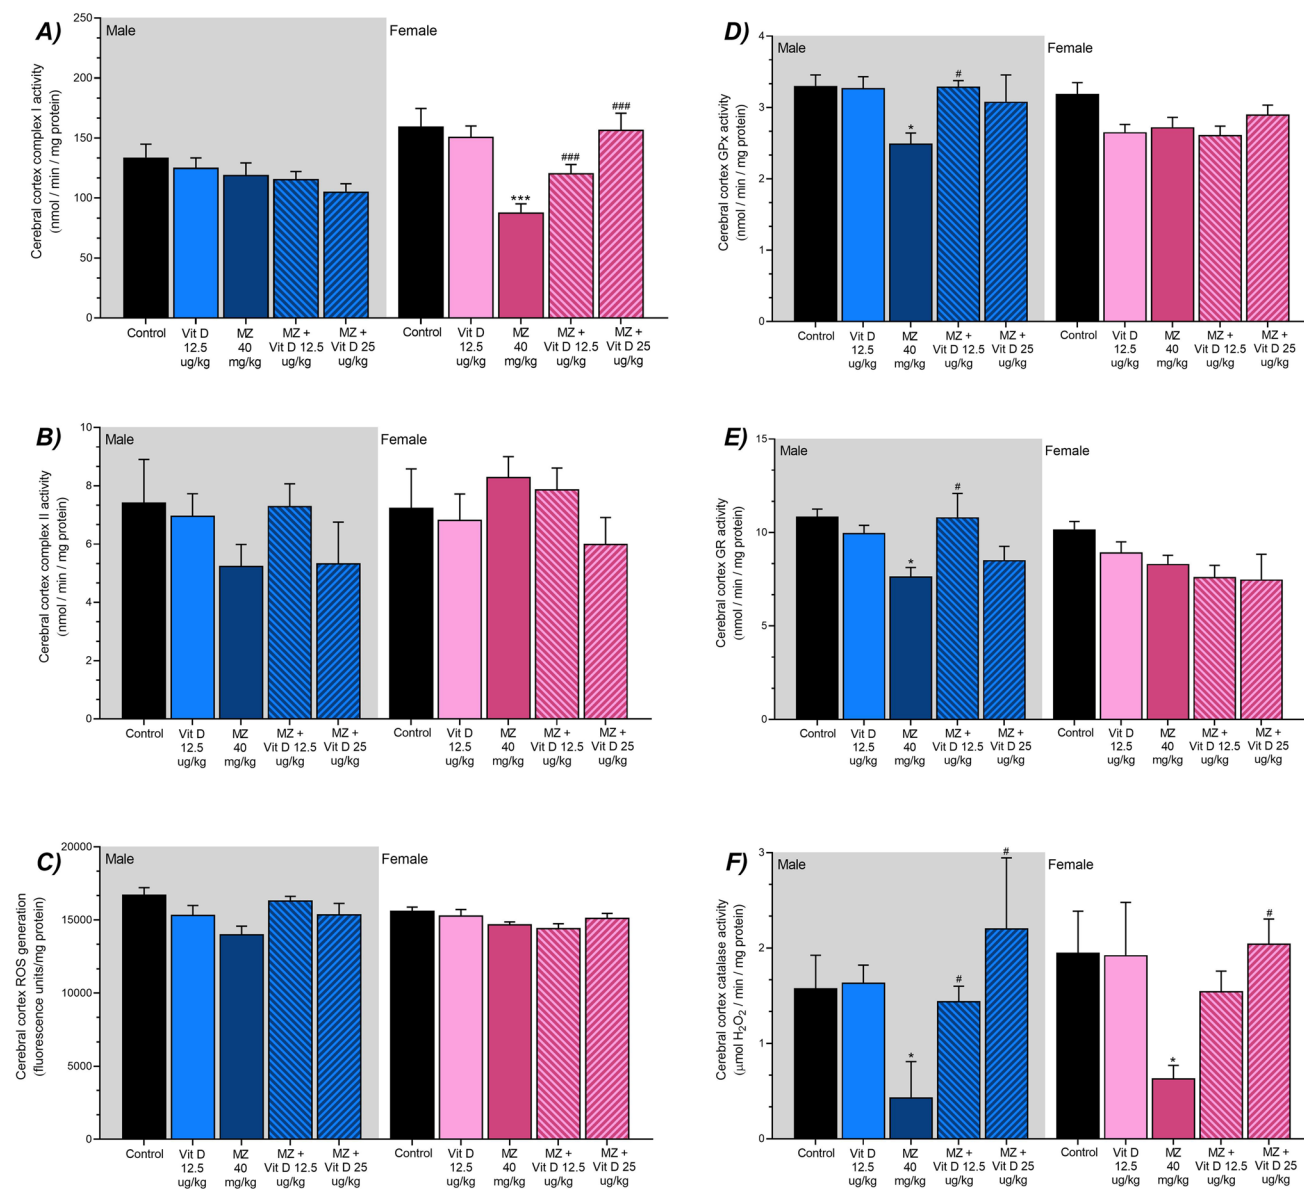 A)
Cerebral cortex complex I activity
(nmol / min / mg protein)
250
200
150
100
50
0
Male
Female
***
###
###
Control
Vit D
12.5
ug/kg
MZ
40
mg/kg
MZ +
Vit D 12.5
ug/kg
MZ +
Vit D 25
ug/kg
Control
Vit D
12.5
ug/kg
MZ
40
mg/kg
MZ +
Vit D 12.5
ug/kg
MZ +
Vit D 25
ug/kg
B)
Cerebral cortex complex II activity
(nmol / min / mg protein)
10
8
6
4
2
0
Male
Female
Control
Vit D
12.5
ug/kg
MZ
40
mg/kg
MZ +
Vit D 12.5
ug/kg
MZ +
Vit D 25
ug/kg
Control
Vit D
12.5
ug/kg
MZ
40
mg/kg
MZ +
Vit D 12.5
ug/kg
MZ +
Vit D 25
ug/kg
C)
Cerebral cortex ROS generation
(fluorescence units/mg protein)
20000
15000
10000
5000
0
Male
Female
Control
Vit D
12.5
ug/kg
MZ
40
mg/kg
MZ +
Vit D 12.5
ug/kg
MZ +
Vit D 25
ug/kg
Control
Vit D
12.5
ug/kg
MZ
40
mg/kg
MZ +
Vit D 12.5
ug/kg
MZ +
Vit D 25
ug/kg
D)
Cerebral cortex GPx activity
(nmol / min / mg protein)
4
3
2
1
0
Male
Female
*
#
Control
Vit D
12.5
ug/kg
MZ
40
mg/kg
MZ +
Vit D 12.5
ug/kg
MZ +
Vit D 25
ug/kg
Control
Vit D
12.5
ug/kg
MZ
40
mg/kg
MZ +
Vit D 12.5
ug/kg
MZ +
Vit D 25
ug/kg
E)
Cerebral cortex GR activity
(nmol / min / mg protein)
15
10
5
0
Male
Female
*
#
Control
Vit D
12.5
ug/kg
MZ
40
mg/kg
MZ +
Vit D 12.5
ug/kg
MZ +
Vit D 25
ug/kg
Control
Vit D
12.5
ug/kg
MZ
40
mg/kg
MZ +
Vit D 12.5
ug/kg
MZ +
Vit D 25
ug/kg
F)
Cerebral cortex catalase activity
(µmol H₂O₂ / min / mg protein)
3
2
1
0
Male
Female
*
#
#
*
#
Control
Vit D
12.5
ug/kg
MZ
40
mg/kg
MZ +
Vit D 12.5
ug/kg
MZ +
Vit D 25
ug/kg
Control
Vit D
12.5
ug/kg
MZ
40
mg/kg
MZ +
Vit D 12.5
ug/kg
MZ +
Vit D 25
ug/kg